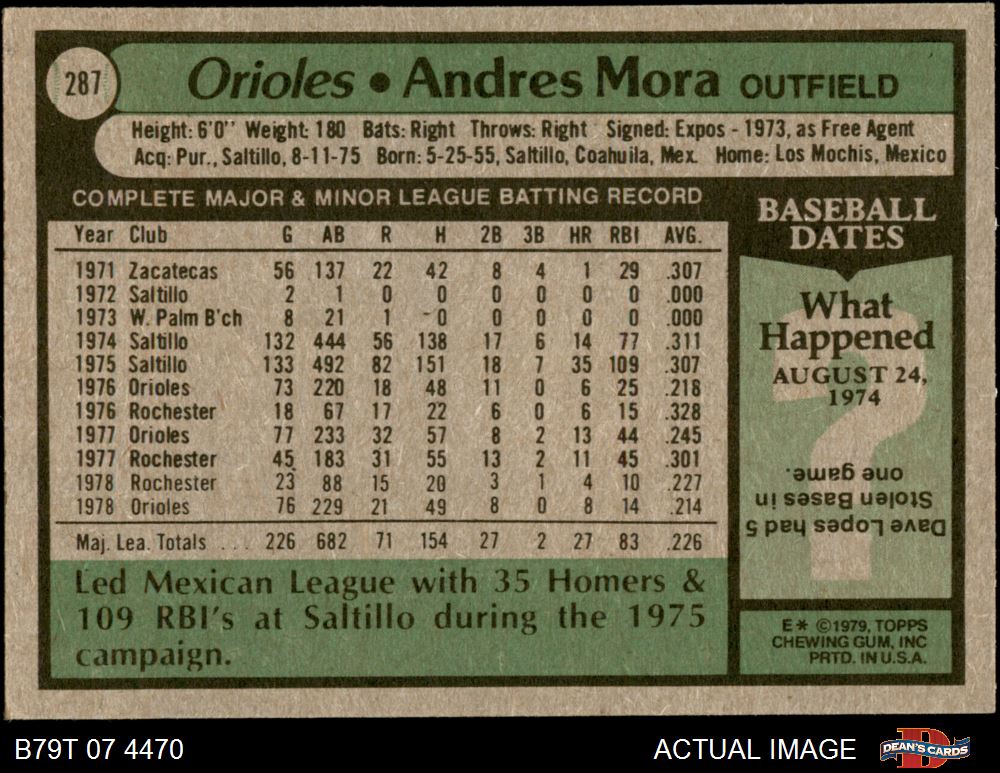 287
Orioles • Andres Mora OUTFIELD
Height: 6'0" Weight: 180 Bats: Right Throws: Right Signed: Expos - 1973, as Free Agent
Acq: Pur., Saltillo, 8-11-75 Born: 5-25-55, Saltillo, Coahuila, Mex. Home: Los Mochis, Mexico
COMPLETE MAJOR & MINOR LEAGUE BATTING RECORD
Year Club G AB R H 2B 3B HR RBI AVG.
1971 Zacatecas 56 137 22 42 8 4 1 29 .307
1972 Saltillo 2 1 0 0 0 0 0 0 .000
1973 W. Palm B'ch 8 21 1 0 0 0 0 0 .000
1974 Saltillo 132 444 56 138 17 6 14 77 .311
1975 Saltillo 133 492 82 151 18 7 35 109 .307
1976 Orioles 73 220 18 48 11 0 6 25 .218
1976 Rochester 18 67 17 22 6 0 6 15 .328
1977 Orioles 77 233 32 57 8 2 13 44 .245
1977 Rochester 45 183 31 55 13 2 11 45 .301
1978 Rochester 23 88 15 20 3 1 4 10 .227
1978 Orioles 76 229 21 49 8 0 8 14 .214
Maj. Lea. Totals ... 226 682 71 154 27 2 27 83 .226
Led Mexican League with 35 Homers &
109 RBI's at Saltillo during the 1975
campaign.
BASEBALL
DATES
What
Happened
AUGUST 24,
1974
Dave Lopes had 5
Stolen Bases in
one game.
E* ©1979, TOPPS
CHEWING GUM, INC
PRTD. IN U.S.A.
B79T 07 4470
ACTUAL IMAGE
DEAN'S CARDS